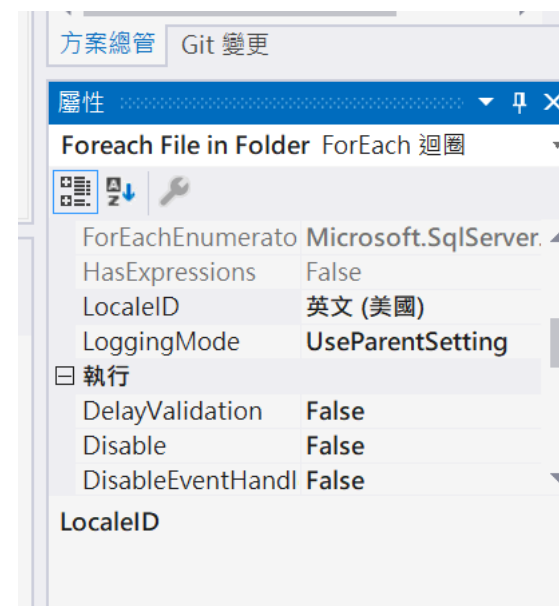 方案總管 Git 變更
屬性
Foreach File in Folder ForEach 迴圈
ForEachEnumerato Microsoft.SqlServer.
HasExpressions False
LocaleID 英文 (美國)
LoggingMode UseParentSetting
執行
DelayValidation False
Disable False
DisableEventHandl False
LocaleID